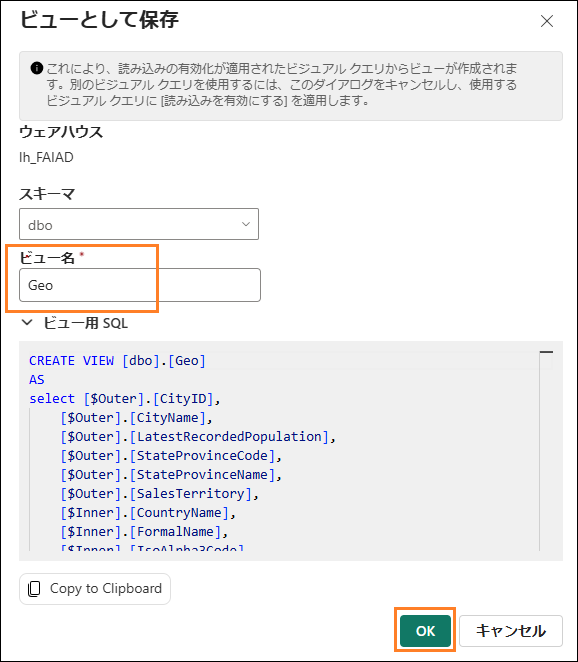 ビューとして保存
これにより、読み込みの有効化が適用されたビジュアル クエリからビューが作成されま
す。別のビジュアル クエリを使用するには、このダイアログをキャンセルし、使用する
ビジュアル クエリに [読み込みを有効にする] を適用します。
ウェアハウス
lh_FAIAD
スキーマ
dbo
ビュー名 *
Geo
ビュー用 SQL
CREATE VIEW [dbo].[Geo]
AS
select [$Outer].[CityID],
[$Outer].[CityName],
[$Outer].[LatestRecordedPopulation],
[$Outer].[StateProvinceCode],
[$Outer].[StateProvinceName],
[$Outer].[SalesTerritory],
[$Inner].[CountryName],
[$Inner].[FormalName],
[$Inner].[IsoAlpha3Code]
Copy to Clipboard
OK
キャンセル